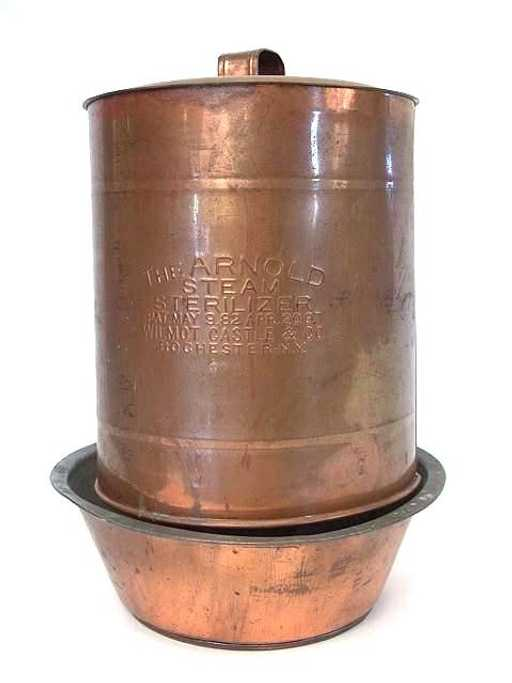 THE ARNOLD
STEAM
STERILIZER
PAT. MAY 9.82 APR. 20.97
WILMOT CASTLE & CO
ROCHESTER N.Y.